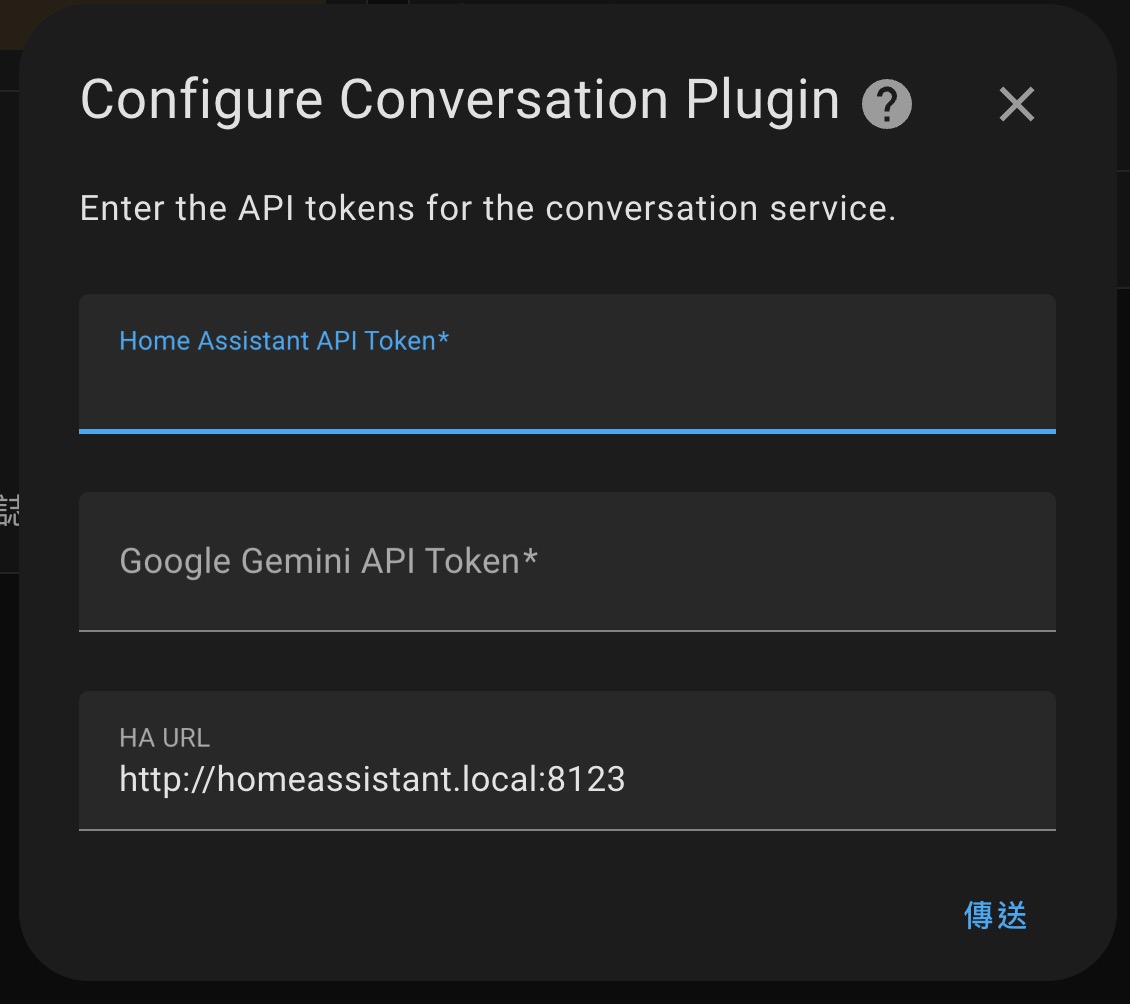 Configure Conversation Plugin ?
Enter the API tokens for the conversation service.
Home Assistant API Token*
誌
Google Gemini API Token*
HA URL
http://homeassistant.local:8123
傳送